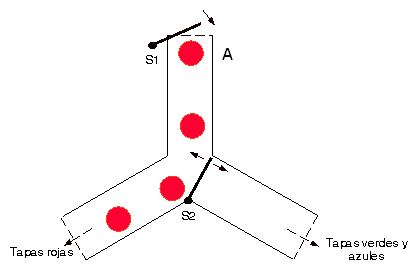 S1
A
S2
Tapas rojas
Tapas verdes y
azules